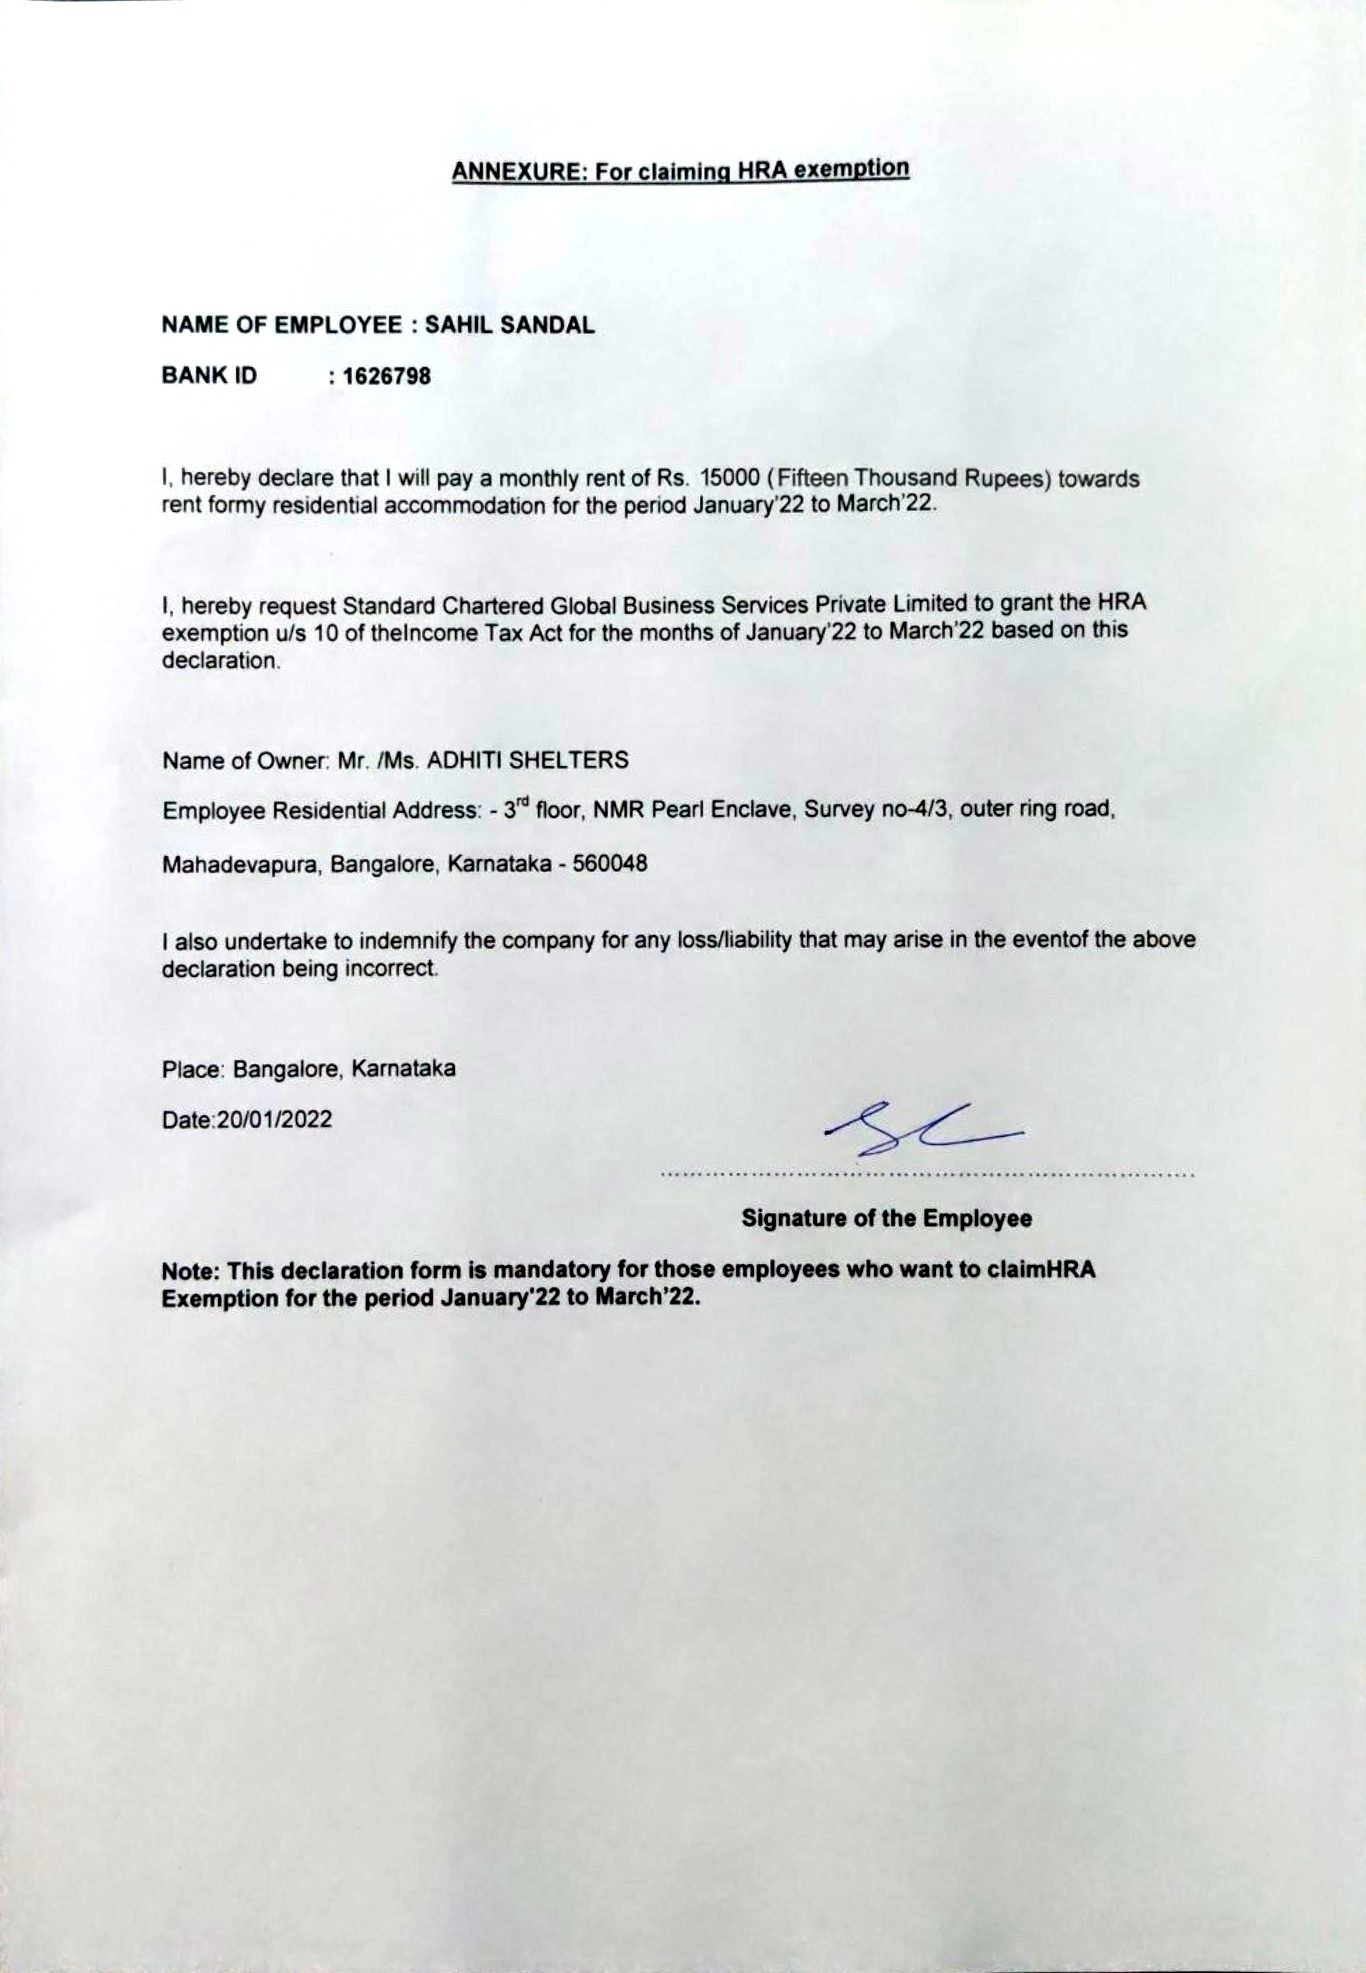 ANNEXURE: For claiming HRA exemption
NAME OF EMPLOYEE : SAHIL SANDAL
BANK ID : 1626798
I, hereby declare that I will pay a monthly rent of Rs. 15000 (Fifteen Thousand Rupees) towards
rent formy residential accommodation for the period January'22 to March'22.
I, hereby request Standard Chartered Global Business Services Private Limited to grant the HRA
exemption u/s 10 of theIncome Tax Act for the months of January'22 to March'22 based on this
declaration.
Name of Owner: Mr. /Ms. ADHITI SHELTERS
Employee Residential Address: - 3rd floor, NMR Pearl Enclave, Survey no-4/3, outer ring road,
Mahadevapura, Bangalore, Karnataka - 560048
I also undertake to indemnify the company for any loss/liability that may arise in the eventof the above
declaration being incorrect.
Place: Bangalore, Karnataka
Date:20/01/2022
Signature of the Employee
Note: This declaration form is mandatory for those employees who want to claimHRA
Exemption for the period January'22 to March'22.